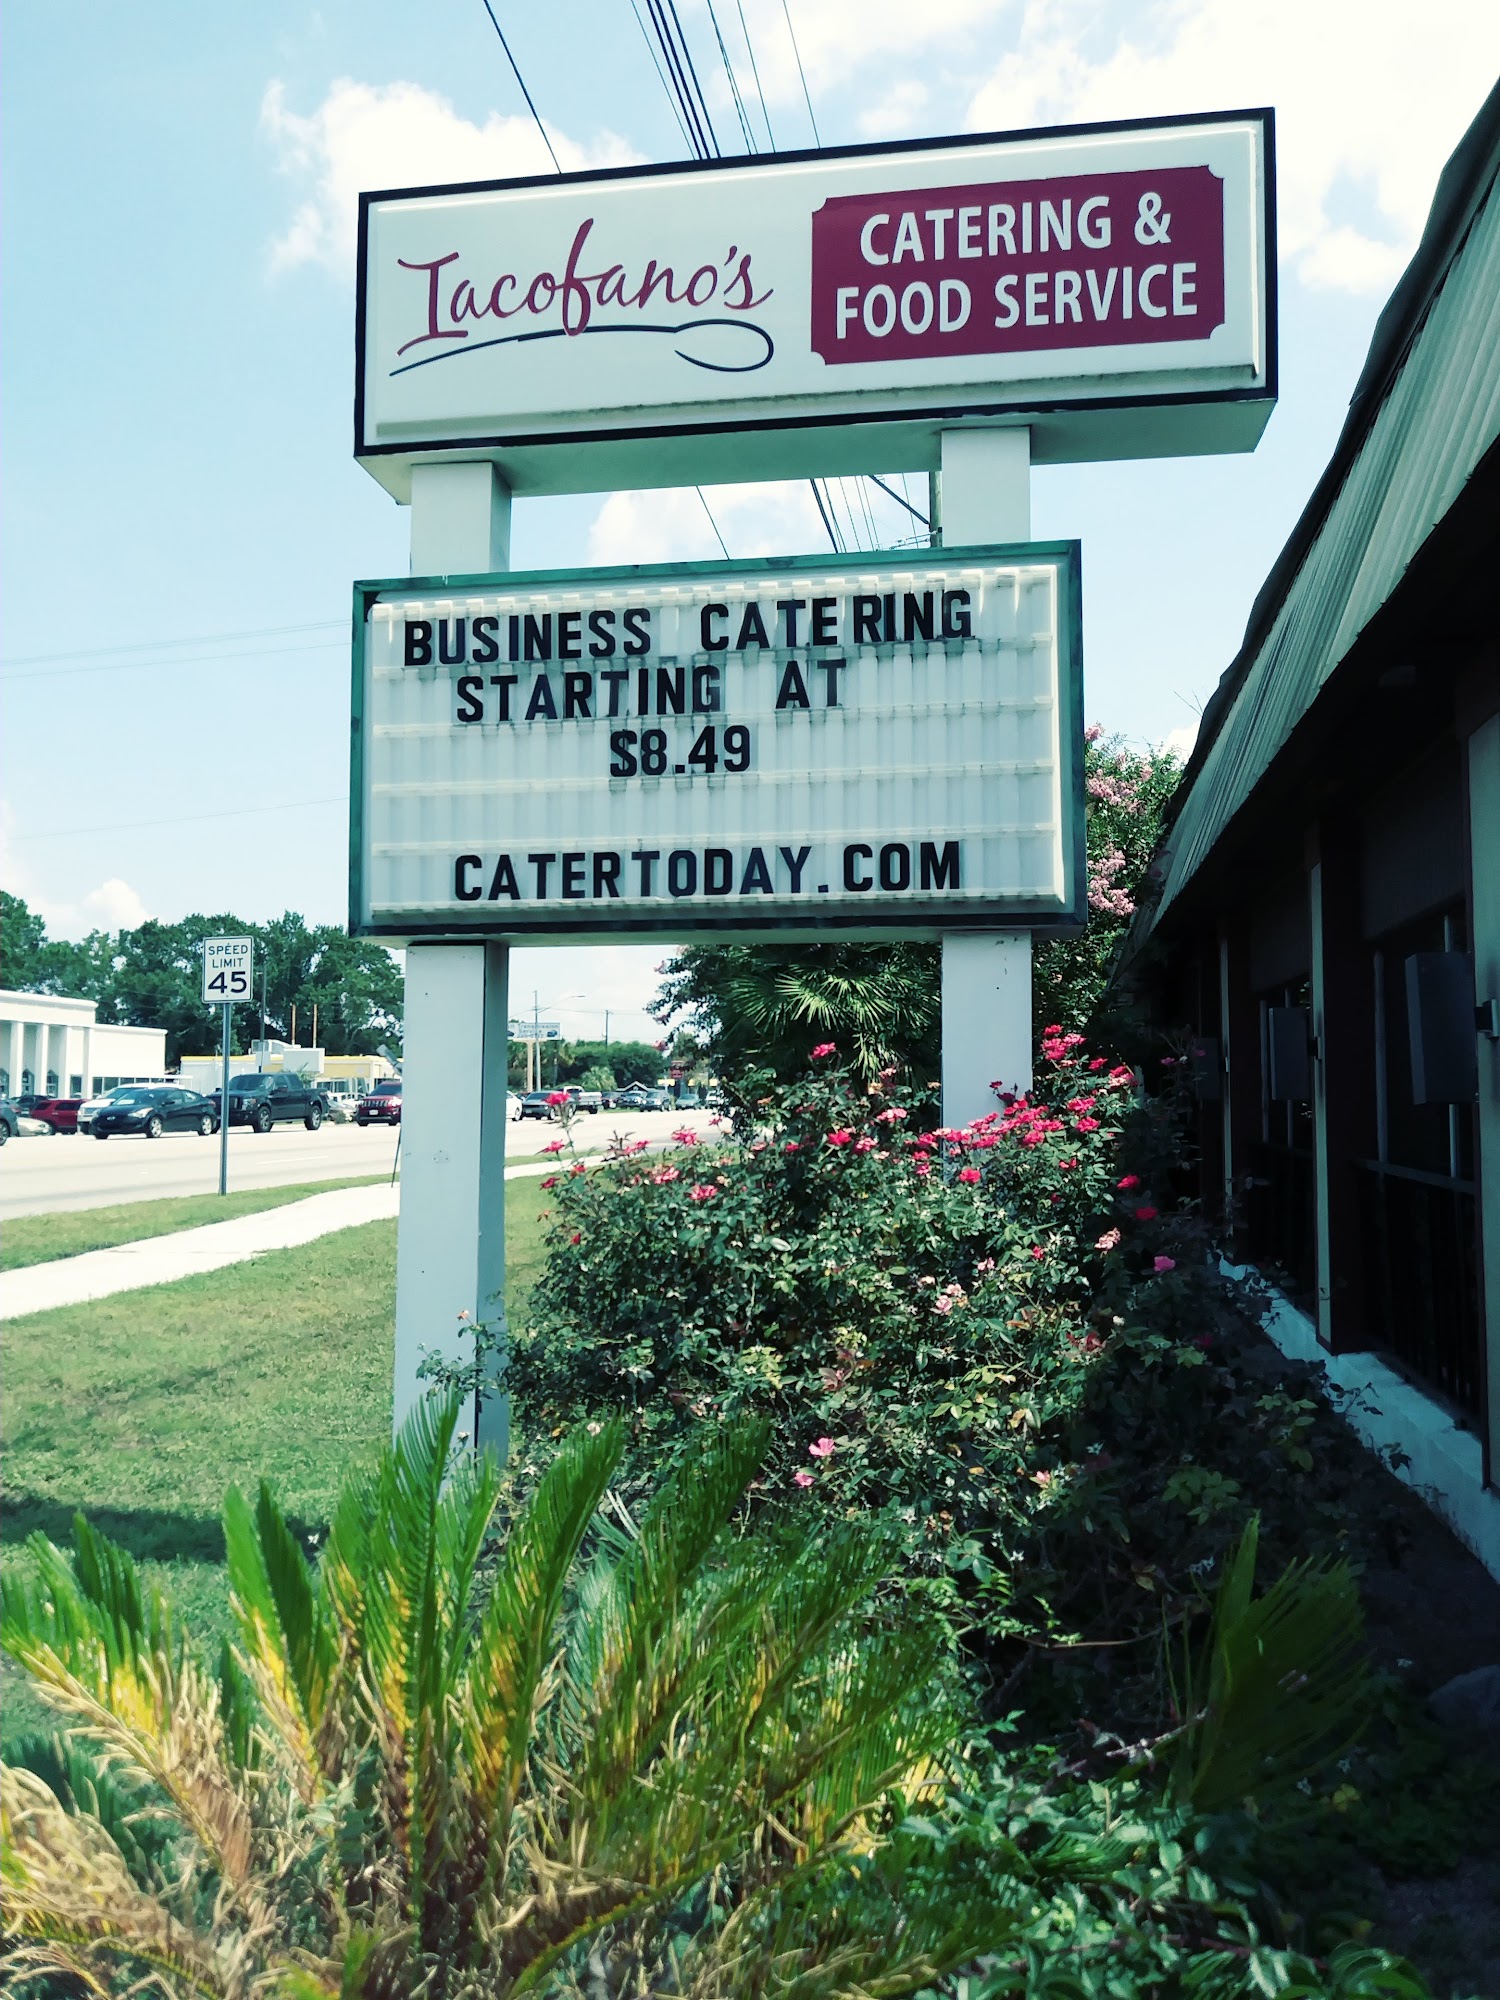 Iacofano's
CATERING &
FOOD SERVICE
BUSINESS CATERING
STARTING AT
$8.49
CATERTODAY.COM
SPEED
LIMIT
45